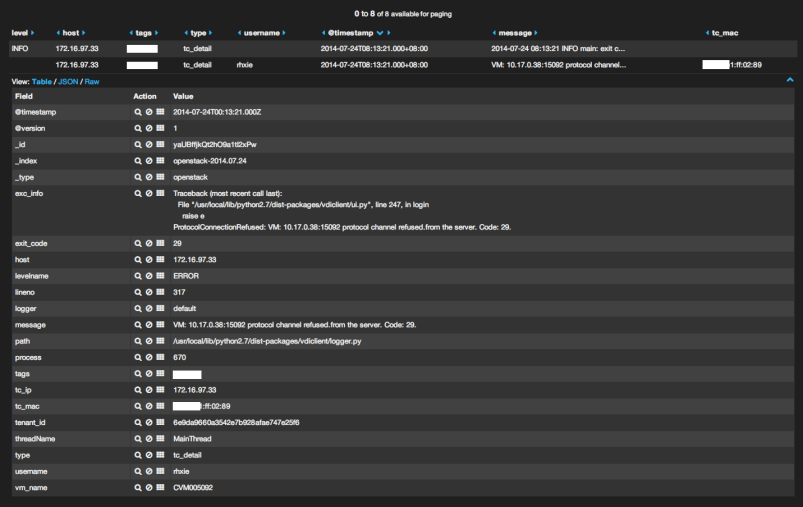 0 to 8 of 8 available for paging
level host tags type username @timestamp message tc_mac
INFO 172.16.97.33 tc_detail 2014-07-24T08:13:21.000+08:00 2014-07-24 08:13:21 INFO main: exit c...
172.16.97.33 tc_detail rhxie 2014-07-24T08:13:21.000+08:00 VM: 10.17.0.38:15092 protocol channel... 1:ff:02:89
View: Table / JSON / Raw
Field Action Value
@timestamp 2014-07-24T00:13:21.000Z
@version 1
_id yaUBffjkQt2hO9a1tl2xPw
_index openstack-2014.07.24
_type openstack
exc_info Traceback (most recent call last):
File "/usr/local/lib/python2.7/dist-packages/vdiclient/ui.py", line 247, in login
raise e
ProtocolConnectionRefused: VM: 10.17.0.38:15092 protocol channel refused.from the server. Code: 29.
exit_code 29
host 172.16.97.33
levelname ERROR
lineno 317
logger default
message VM: 10.17.0.38:15092 protocol channel refused.from the server. Code: 29.
path /usr/local/lib/python2.7/dist-packages/vdiclient/logger.py
process 670
tags
tc_ip 172.16.97.33
tc_mac 1:ff:02:89
tenant_id 6e9da9660a3542e7b928afae747e25f6
threadName MainThread
type tc_detail
username rhxie
vm_name CVM005092